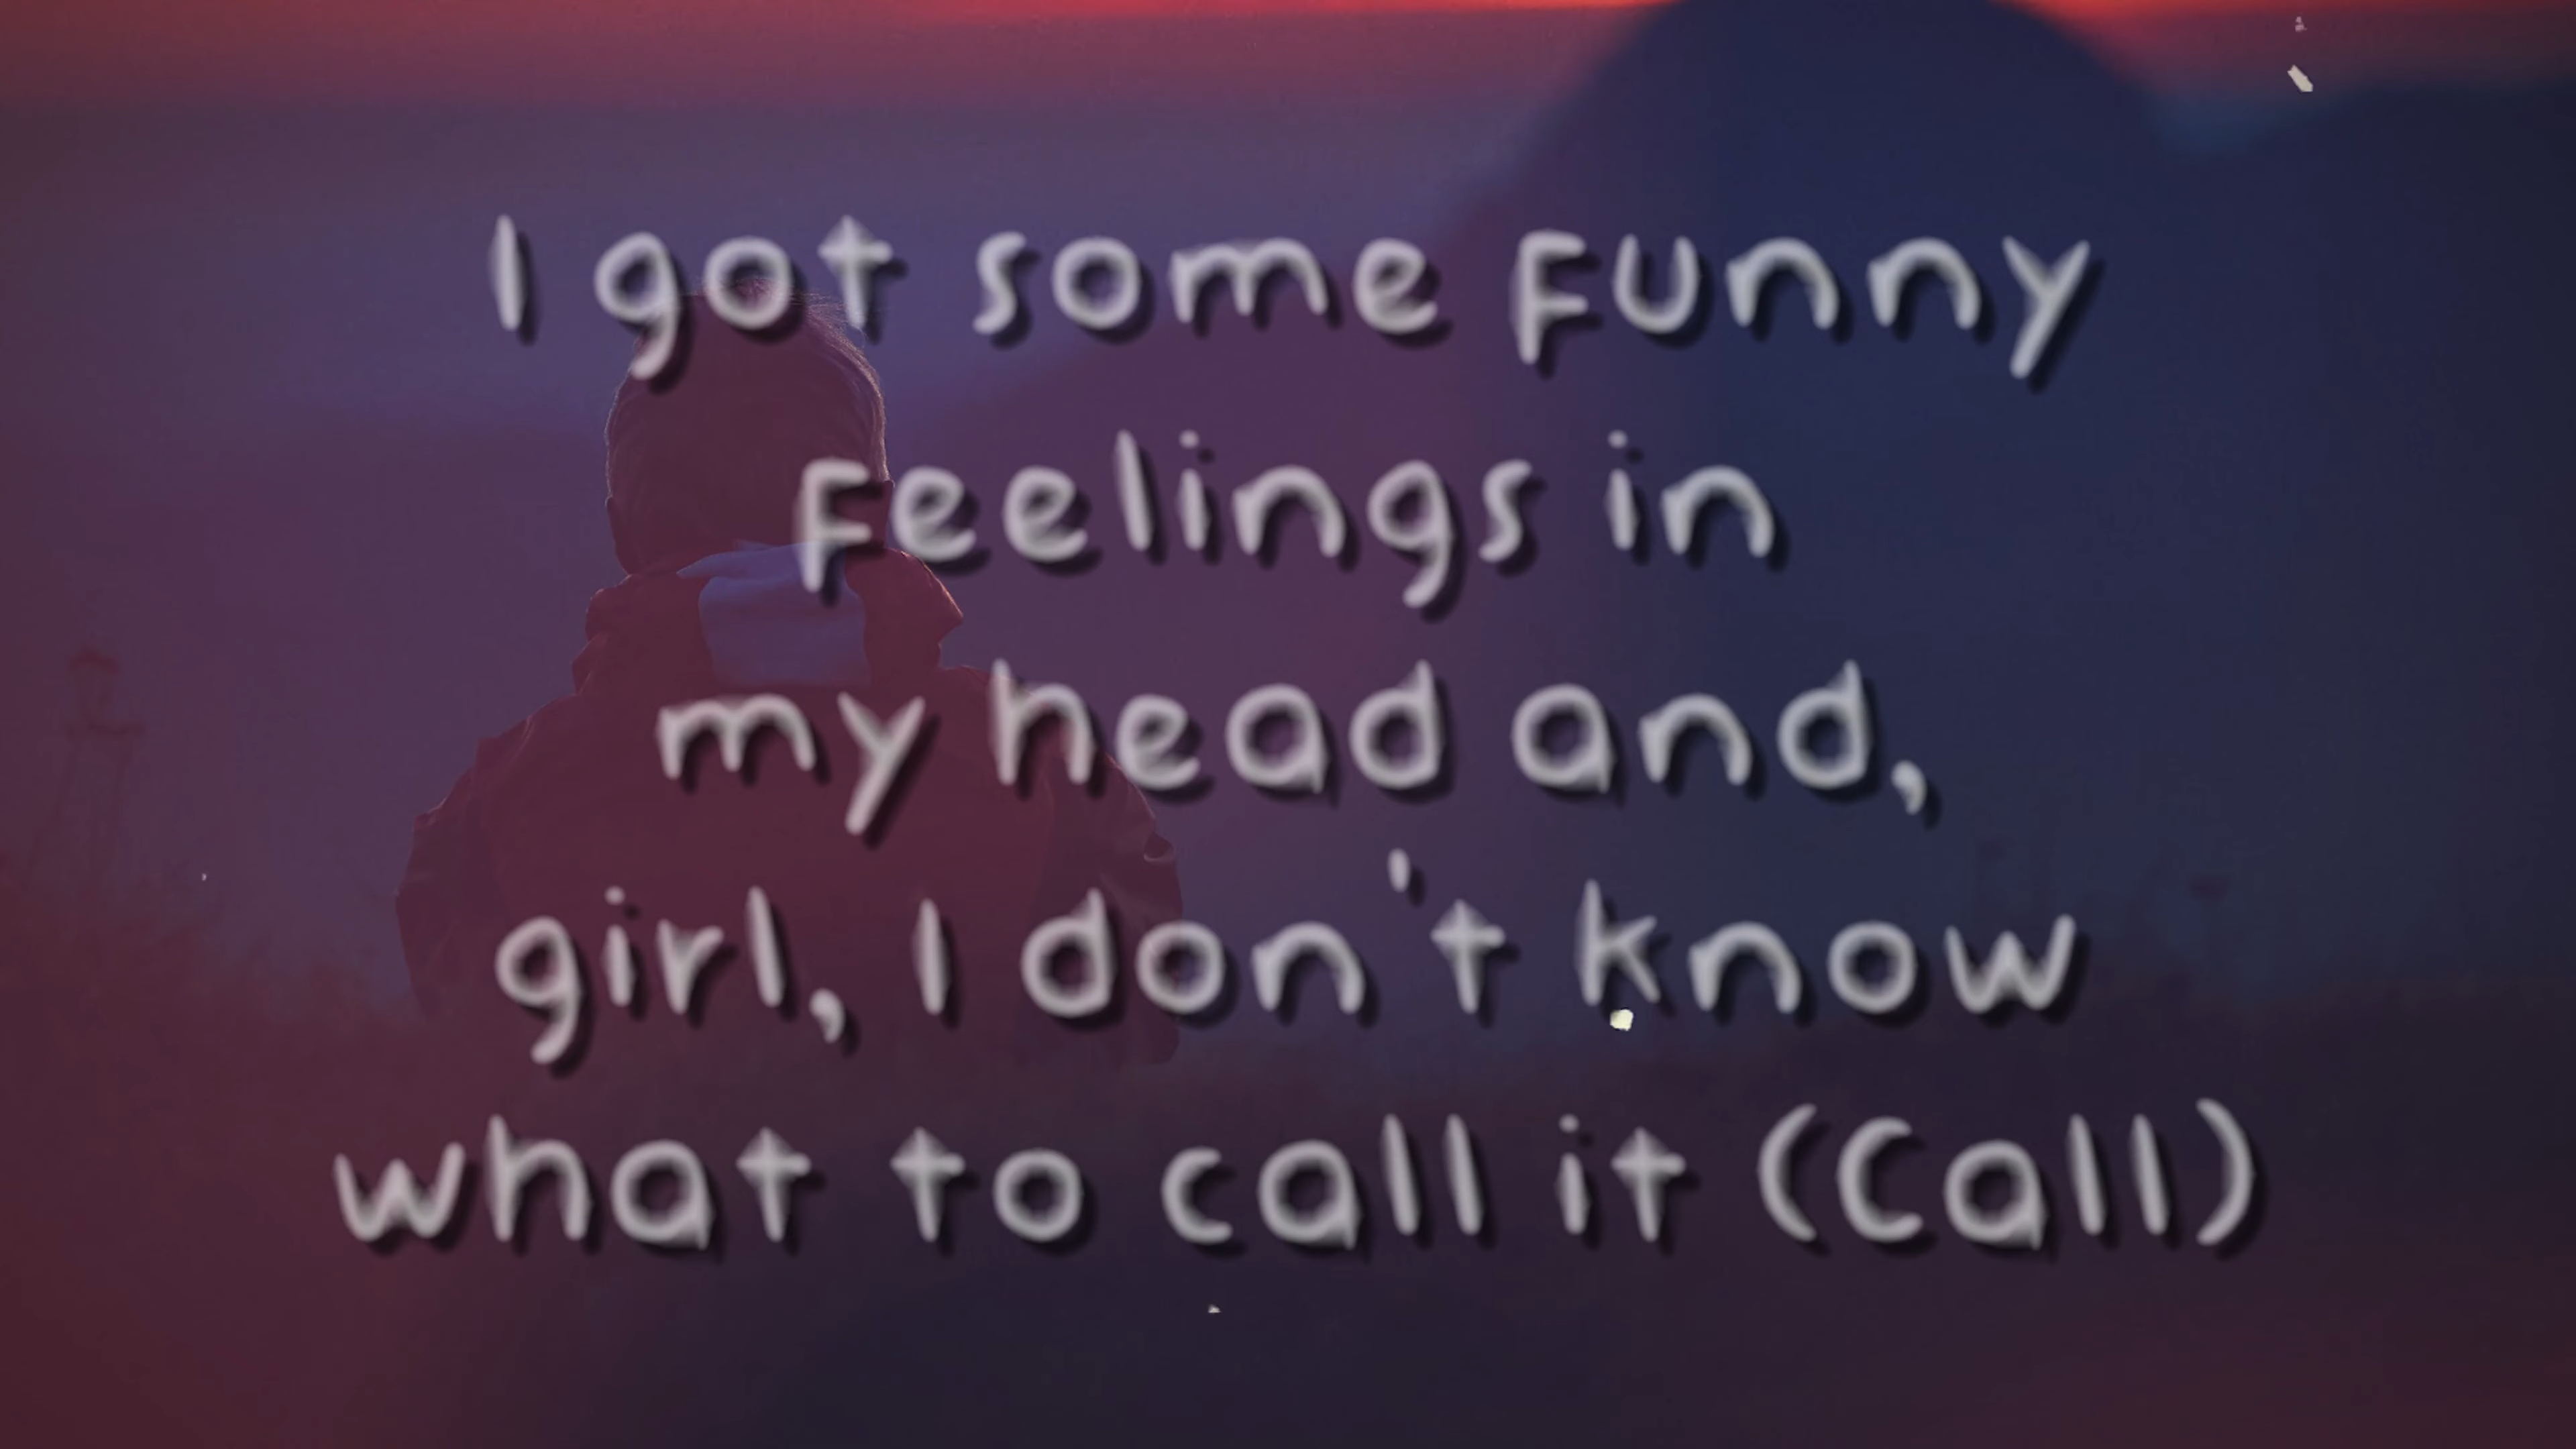 I got some funny
feelings in
my head and,
girl, I don't know
what to call it (Call)